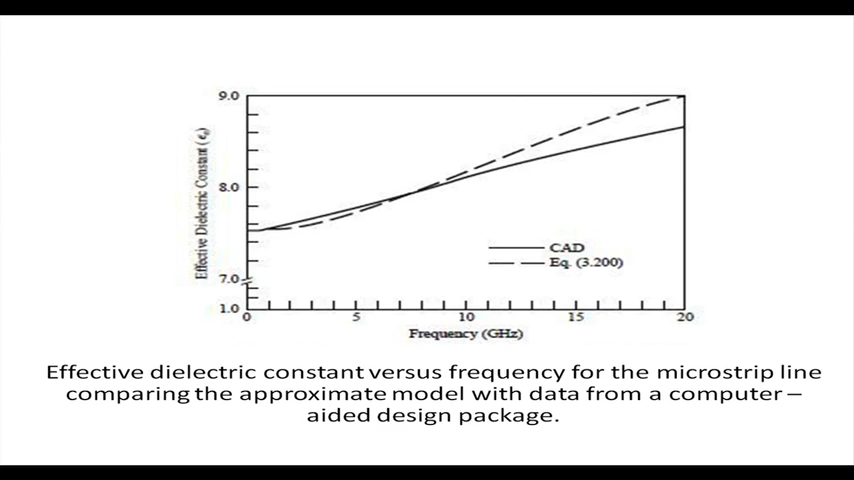 9.0
8.0
7.0
1.0
Effective Dielectric Constant (ϵe)
CAD
Eq. (3.200)
0 5 10 15 20
Frequency (GHz)
Effective dielectric constant versus frequency for the microstrip line
comparing the approximate model with data from a computer –
aided design package.